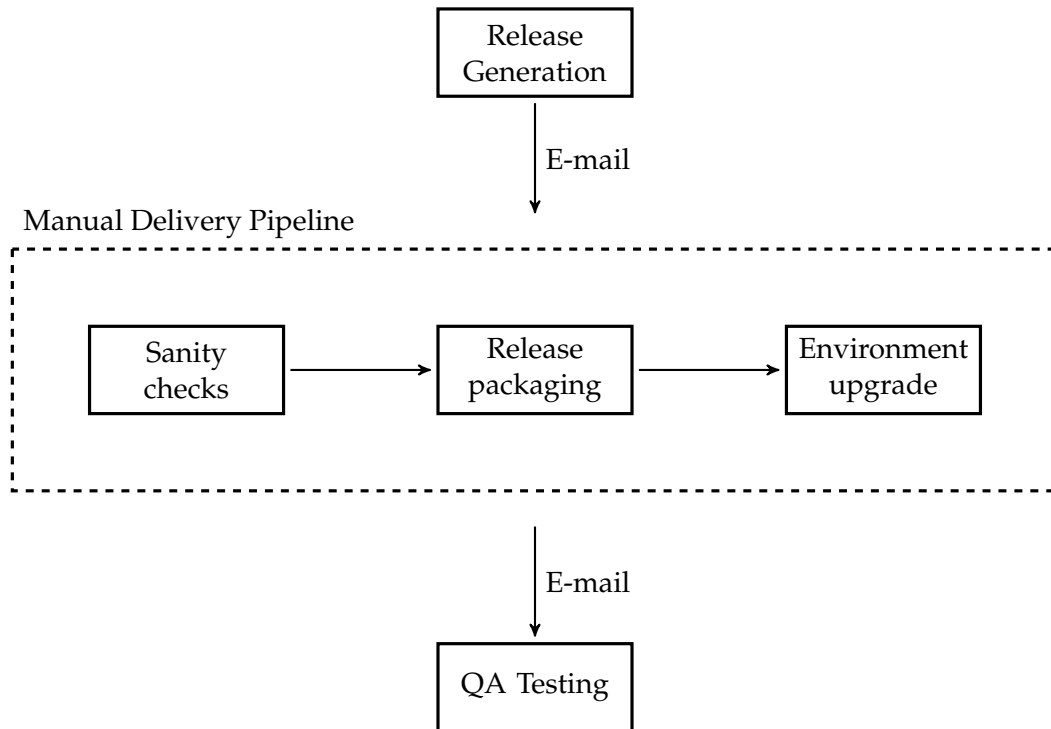 Release
Generation
E-mail
Manual Delivery Pipeline
Sanity
checks
Release
packaging
Environment
upgrade
E-mail
QA Testing